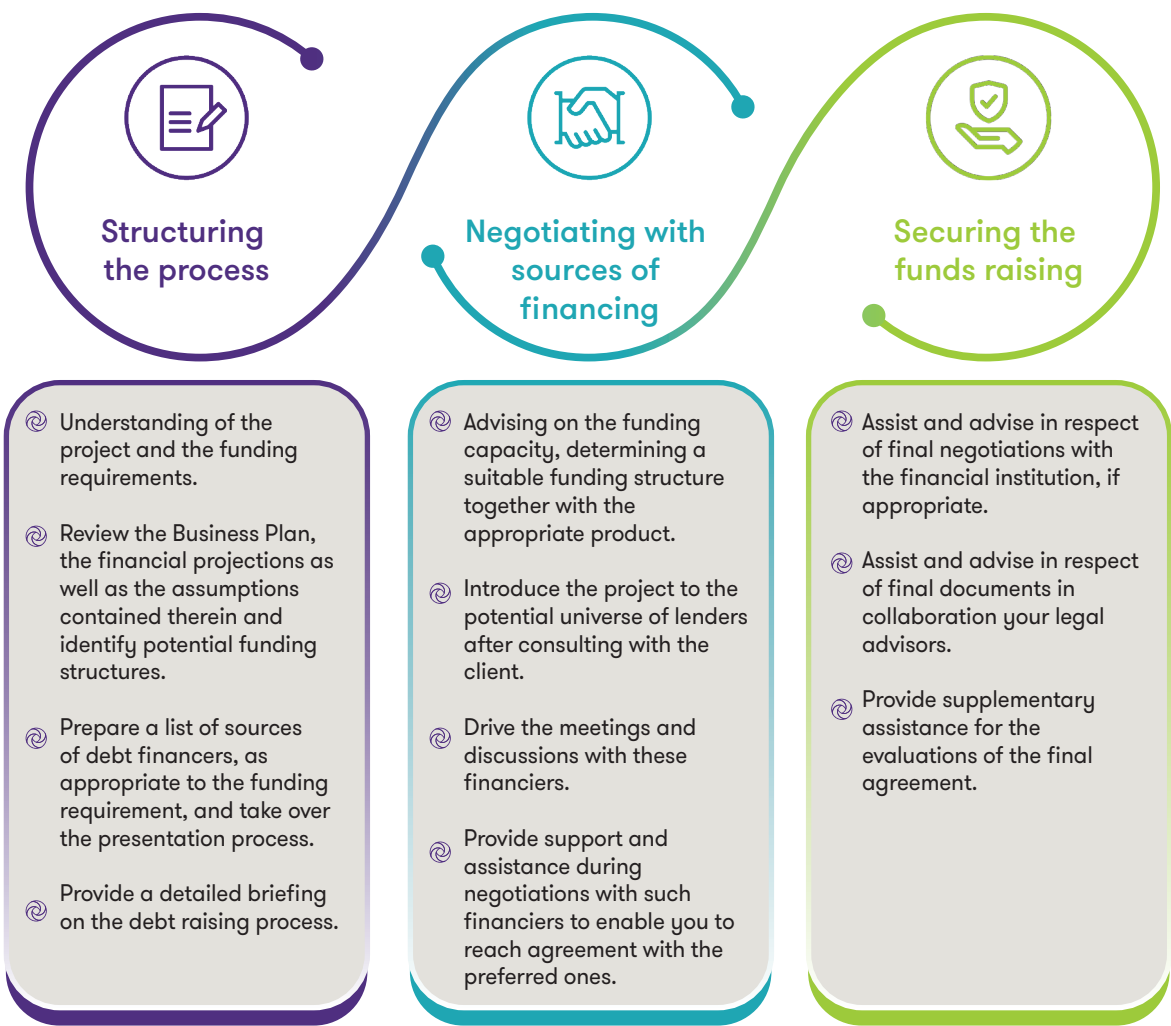 Structuring
the process
Negotiating with
sources of
financing
Securing the
funds raising
Understanding of the
project and the funding
requirements.
Review the Business Plan,
the financial projections as
well as the assumptions
contained therein and
identify potential funding
structures.
Prepare a list of sources
of debt financers, as
appropriate to the funding
requirement, and take over
the presentation process.
Provide a detailed briefing
on the debt raising process.
Advising on the funding
capacity, determining a
suitable funding structure
together with the
appropriate product.
Introduce the project to the
potential universe of lenders
after consulting with the
client.
Drive the meetings and
discussions with these
financiers.
Provide support and
assistance during
negotiations with such
financiers to enable you to
reach agreement with the
preferred ones.
Assist and advise in respect
of final negotiations with
the financial institution, if
appropriate.
Assist and advise in respect
of final documents in
collaboration your legal
advisors.
Provide supplementary
assistance for the
evaluations of the final
agreement.